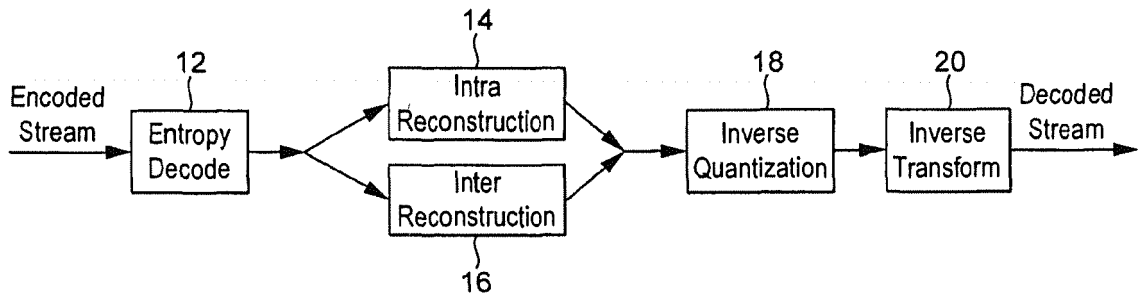 12
14
16
18
20
Encoded
Stream
Entropy
Decode
Intra
Reconstruction
Inter
Reconstruction
Inverse
Quantization
Inverse
Transform
Decoded
Stream